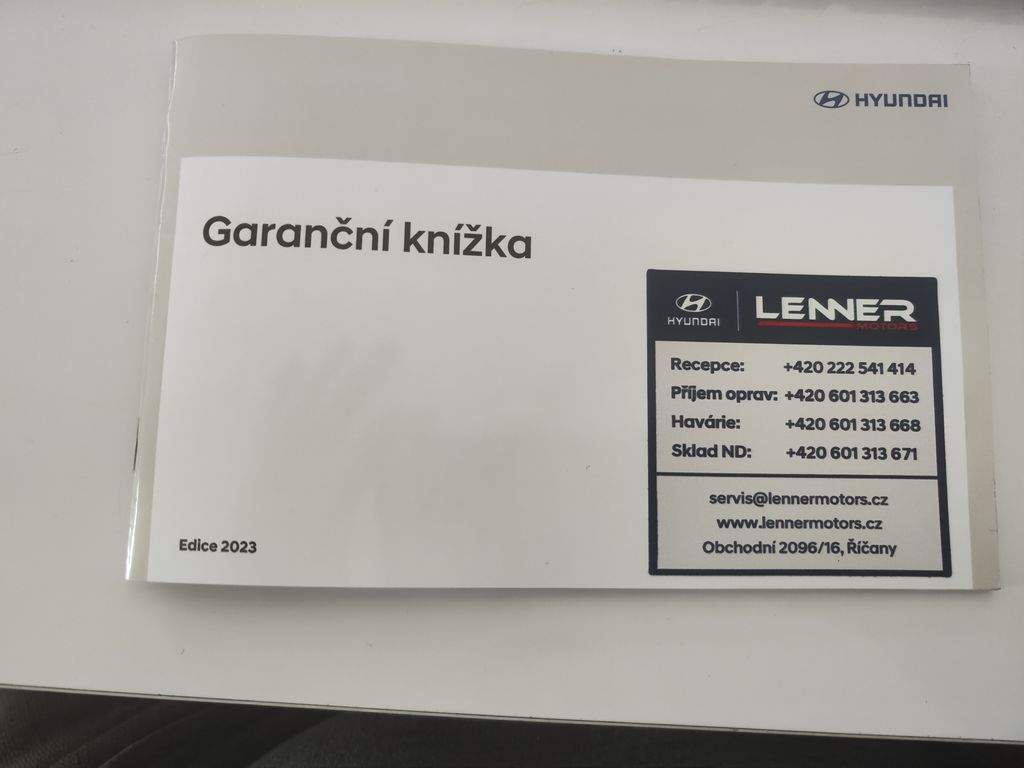 HYUNDAI
Garanční knížka
HYUNDAI
LENNER
MOTORS
Recepce: +420 222 541 414
Příjem oprav: +420 601 313 663
Havárie: +420 601 313 668
Sklad ND: +420 601 313 671
servis@lennermotors.cz
www.lennermotors.cz
Obchodní 2096/16, Říčany
Edice 2023